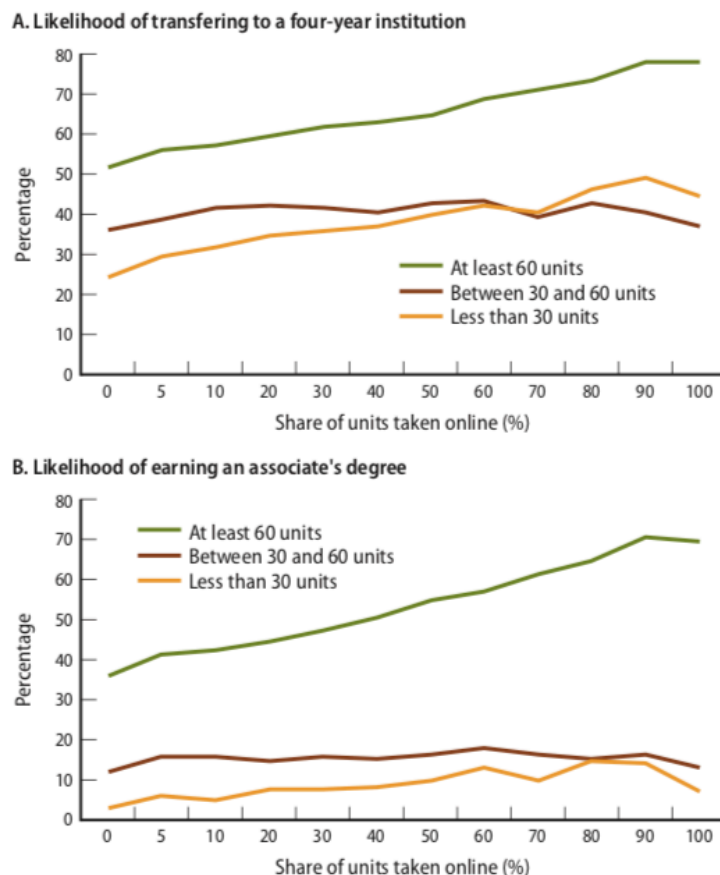 A. Likelihood of transfering to a four-year institution
80
70
60
50
40
30
20
10
0
Percentage
At least 60 units
Between 30 and 60 units
Less than 30 units
0 5 10 20 30 40 50 60 70 80 90 100
Share of units taken online (%)
B. Likelihood of earning an associate's degree
80
70
60
50
40
30
20
10
0
Percentage
At least 60 units
Between 30 and 60 units
Less than 30 units
0 5 10 20 30 40 50 60 70 80 90 100
Share of units taken online (%)